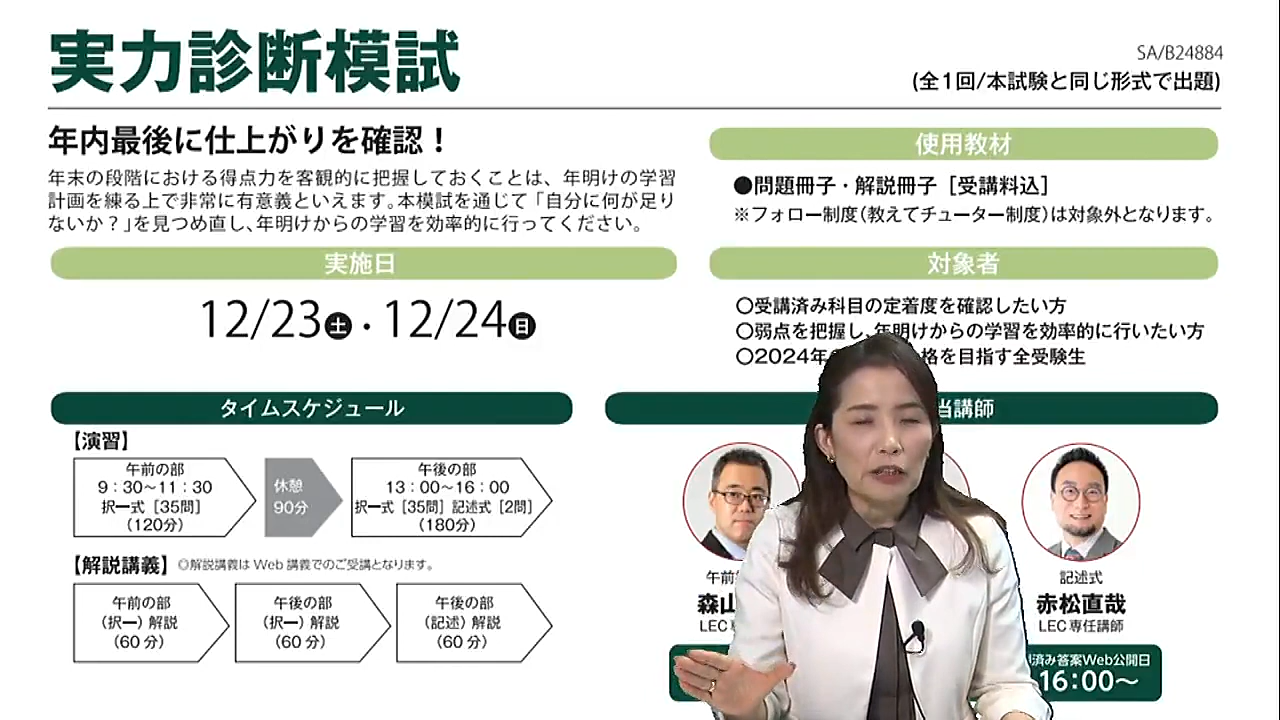 実力診断模試
SA/B24884
(全1回/本試験と同じ形式で出題)
年内最後に仕上がりを確認！
年末の段階における得点力を客観的に把握しておくことは、年明けの学習
計画を練る上で非常に有意義といえます。本模試を通じて「自分に何が足り
ないか？」を見つめ直し、年明けからの学習を効率的に行ってください。
使用教材
●問題冊子・解説冊子［受講料込］
※フォロー制度(教えてチューター制度)は対象外となります。
実施日
12/23土・12/24日
対象者
○受講済み科目の定着度を確認したい方
○弱点を把握し、年明けからの学習を効率的に行いたい方
○2024年 格を目指す全受験生
タイムスケジュール
【演習】
午前の部
9：30～11：30
択一式［35問］
(120分)
休憩
90分
午後の部
13：00～16：00
択一式［35問］記述式［2問］
(180分)
【解説講義】◎解説講義は Web 講義でのご受講となります。
午前の部
(択一) 解説
(60 分)
午後の部
(択一) 解説
(60 分)
午後の部
(記述) 解説
(60 分)
当講師
午前
森山
LEC
記述式
赤松直哉
LEC専任講師
済み答案Web公開日
16:00～